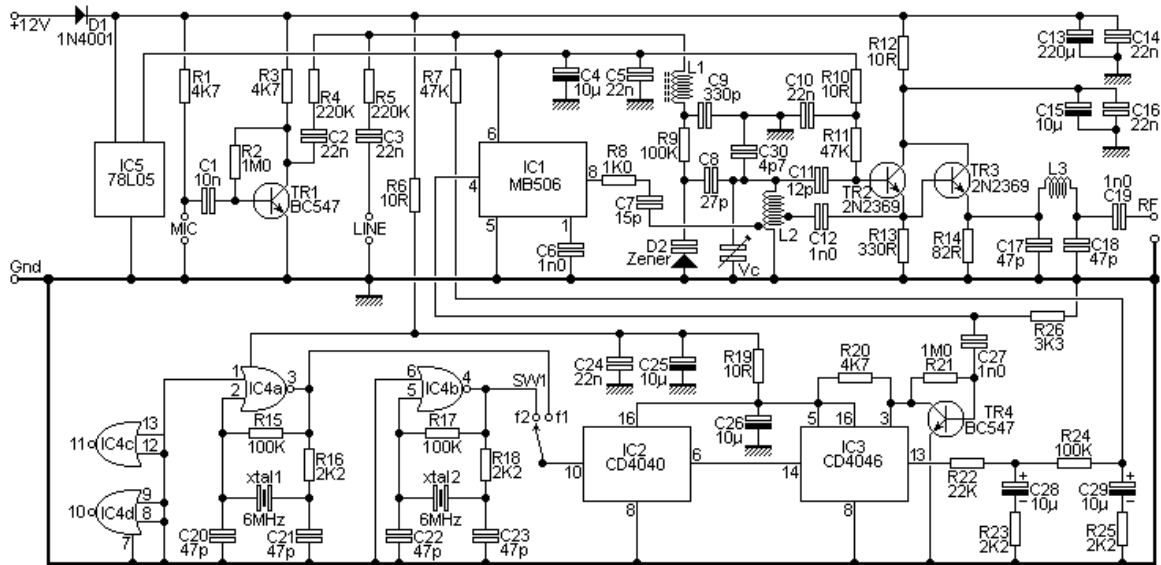 +12V
D1
1N4001
R1
4K7
R3
4K7
R4
220K
C2
22n
R5
220K
C3
22n
R7
47K
C4
10µ
C5
22n
L1
C9
330p
C10
22n
R10
10R
R12
10R
C13
220µ
C14
22n
C15
10µ
C16
22n
IC5
78L05
C1
10n
R2
1M0
TR1
BC547
MIC
LINE
R6
10R
IC1
MB506
6
4
8
5
1
R8
1K0
C7
15p
C6
1n0
R9
100K
C8
27p
C30
4p7
R11
47K
C11
12p
TR2
2N2369
TR3
2N2369
L3
1n0
C19
RF
D2
Zener
Vc
L2
C12
1n0
R13
330R
R14
82R
C17
47p
C18
47p
Gnd
R26
3K3
1
2
IC4a
3
6
5
IC4b
4
SW1
f2
f1
C24
22n
C25
10µ
R19
10R
R20
4K7
1M0
R21
C27
1n0
TR4
BC547
13
12
11
IC4c
9
8
10
IC4d
7
R15
100K
R16
2K2
xtal1
6MHz
C20
47p
C21
47p
R17
100K
R18
2K2
xtal2
6MHz
C22
47p
C23
47p
C26
10µ
16
IC2
CD4040
10
6
8
5
16
3
IC3
CD4046
14
13
8
R22
22K
R24
100K
+
C28
10µ
−
+
C29
10µ
−
R23
2K2
R25
2K2